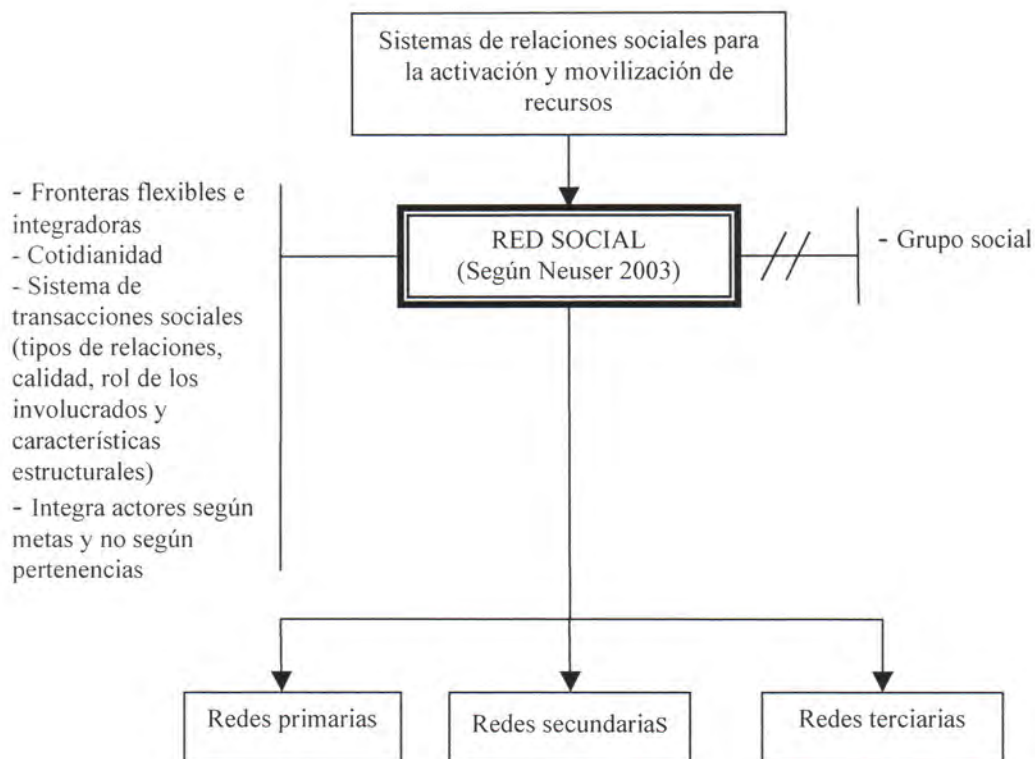 Sistemas de relaciones sociales para
la activación y movilización de
recursos
- Fronteras flexibles e
integradoras
- Cotidianidad
- Sistema de
transacciones sociales
(tipos de relaciones,
calidad, rol de los
involucrados y
características
estructurales)
- Integra actores según
metas y no según
pertenencias
RED SOCIAL
(Según Neuser 2003)
- Grupo social
Redes primarias
Redes secundariaS
Redes terciarias